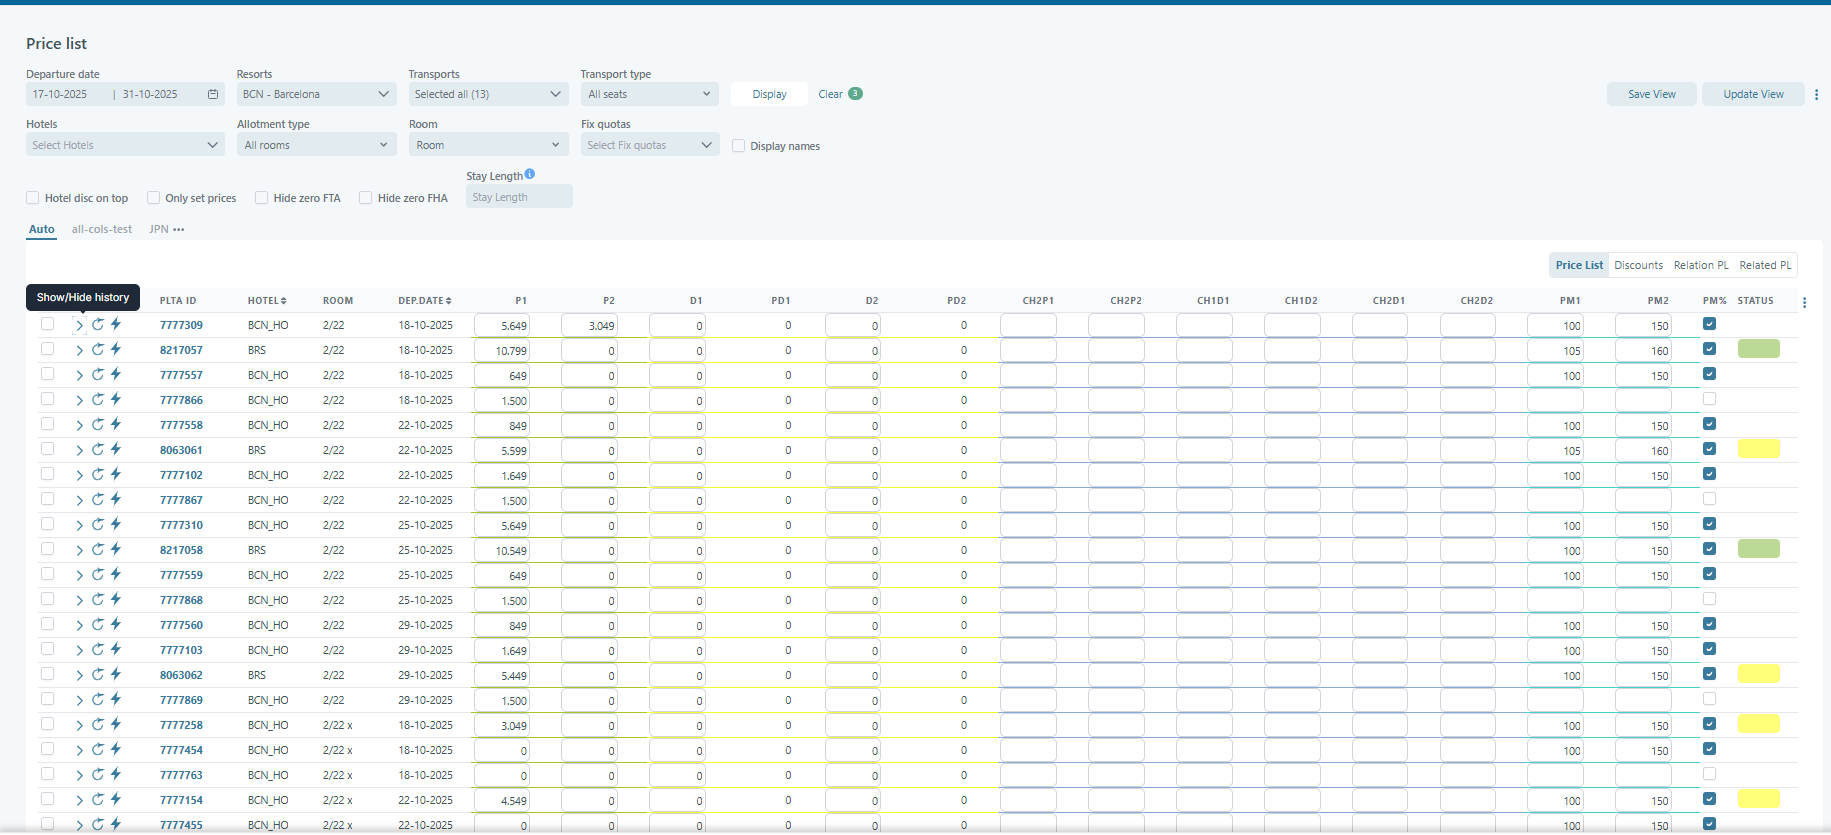 Price list
Departure date Resorts Transports Transport type
17-10-2025 | 31-10-2025 BCN - Barcelona Selected all (13) All seats Display Clear 3 Save View Update View
Hotels Allotment type Room Fix quotas
Select Hotels All rooms Room Select Fix quotas Display names
Stay Length
Hotel disc on top Only set prices Hide zero FTA Hide zero FHA Stay Length
Auto all-cols-test JPN •••
Price List Discounts Relation PL Related PL
Show/Hide history PLTA ID HOTEL ROOM DEP.DATE P1 P2 D1 PD1 D2 PD2 CH2P1 CH2P2 CH1D1 CH1D2 CH2D1 CH2D2 PM1 PM2 PM% STATUS
7777309 BCN_HO 2/22 18-10-2025 5.649 3.049 0 0 0 0 100 150
8217057 BRS 2/22 18-10-2025 10.799 0 0 0 0 0 105 160
7777557 BCN_HO 2/22 18-10-2025 649 0 0 0 0 0 100 150
7777866 BCN_HO 2/22 18-10-2025 1.500 0 0 0 0 0
7777558 BCN_HO 2/22 22-10-2025 849 0 0 0 0 0 100 150
8063061 BRS 2/22 22-10-2025 5.599 0 0 0 0 0 105 160
7777102 BCN_HO 2/22 22-10-2025 1.649 0 0 0 0 0 100 150
7777867 BCN_HO 2/22 22-10-2025 1.500 0 0 0 0 0
7777310 BCN_HO 2/22 25-10-2025 5.649 0 0 0 0 0 100 150
8217058 BRS 2/22 25-10-2025 10.549 0 0 0 0 0 100 150
7777559 BCN_HO 2/22 25-10-2025 649 0 0 0 0 0 100 150
7777868 BCN_HO 2/22 25-10-2025 1.500 0 0 0 0 0
7777560 BCN_HO 2/22 29-10-2025 849 0 0 0 0 0 100 150
7777103 BCN_HO 2/22 29-10-2025 1.649 0 0 0 0 0 100 150
8063062 BRS 2/22 29-10-2025 5.449 0 0 0 0 0 100 150
7777869 BCN_HO 2/22 29-10-2025 1.500 0 0 0 0 0
7777258 BCN_HO 2/22 x 18-10-2025 3.049 0 0 0 0 0 100 150
7777454 BCN_HO 2/22 x 18-10-2025 0 0 0 0 0 0 100 150
7777763 BCN_HO 2/22 x 18-10-2025 0 0 0 0 0 0
7777154 BCN_HO 2/22 x 22-10-2025 4.549 0 0 0 0 0 100 150
7777455 BCN_HO 2/22 x 22-10-2025 0 0 0 0 0 0 100 150